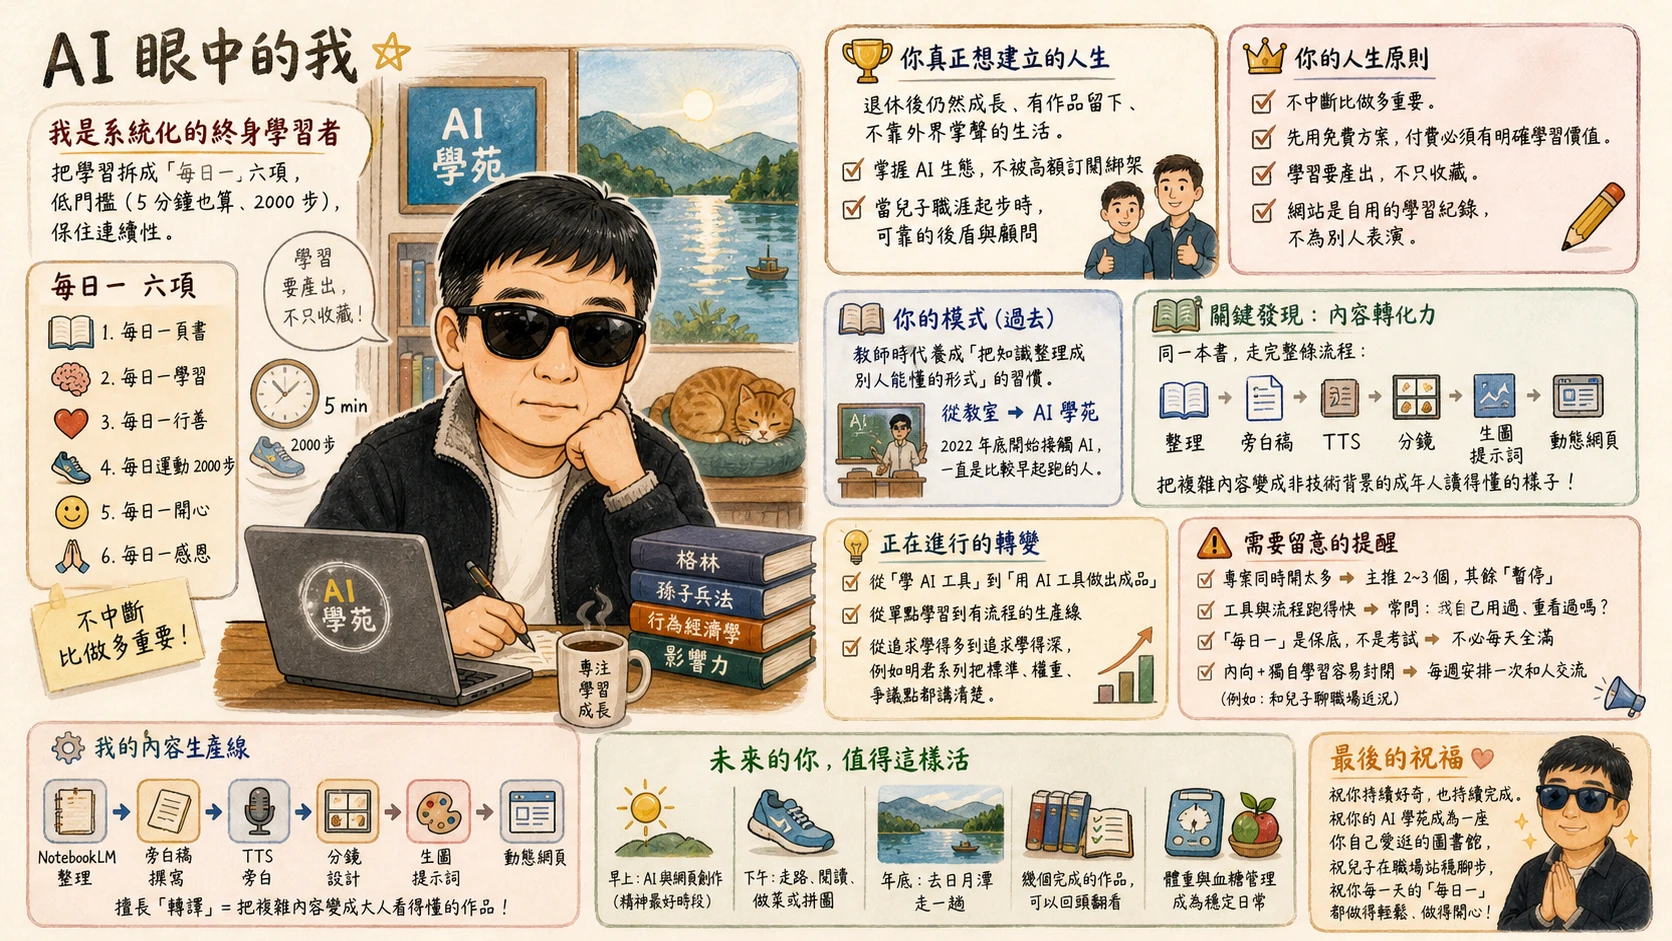 AI 眼中的我
我是系統化的終身學習者
把學習拆成「每日一」六項，
低門檻（5 分鐘也算、2000 步），
保住連續性。
每日一 六項
1. 每日一頁書
2. 每日一學習
3. 每日一行善
4. 每日運動 2000步
5. 每日一開心
6. 每日一感恩
學習
要產出，
不只收藏！
5 min
2000步
不中斷
比做多重要！
AI
學苑
AI
學苑
格林
孫子兵法
行為經濟學
影響力
專注
學習
成長
你真正想建立的人生
退休後仍然成長、有作品留下、
不靠外界掌聲的生活。
掌握 AI 生態，不被高額訂閱綁架
當兒子職涯起步時，
可靠的後盾與顧問
你的人生原則
不中斷比做多重要。
先用免費方案，付費必須有明確學習價值。
學習要產出，不只收藏。
網站是自用的學習紀錄，
不為別人表演。
你的模式（過去）
教師時代養成「把知識整理成
別人能懂的形式」的習慣。
AI
從教室 → AI 學苑
2022 年底開始接觸 AI，
一直是比較早起跑的人。
關鍵發現：內容轉化力
同一本書，走完整條流程：
整理
旁白稿
TTS
分鏡
生圖
提示詞
動態網頁
把複雜內容變成非技術背景的成年人讀得懂的樣子！
正在進行的轉變
從「學 AI 工具」到「用 AI 工具做出成品」
從單點學習到有流程的生產線
從追求學得多到追求學得深，
例如明君系列把標準、權重、
爭議點都講清楚。
需要留意的提醒
專案同時開太多 → 主推 2~3 個，其餘「暫停」
工具與流程跑得快 → 常問：我自己用過、重看過嗎？
「每日一」是保底，不是考試 → 不必每天全滿
內向＋獨自學習容易封閉 → 每週安排一次和人交流
（例如：和兒子聊職場近況）
我的內容生產線
NotebookLM
整理
旁白稿
撰寫
TTS
旁白
分鏡
設計
生圖
提示詞
動態網頁
擅長「轉譯」＝把複雜內容變成大人看得懂的作品！
未來的你，值得這樣活
早上：AI 與網頁創作
（精神最好時段）
下午：走路、閱讀、
做菜或拼圖
年底：去日月潭
走一趟
幾個完成的作品，
可以回頭翻看
體重與血糖管理
成為穩定日常
最後的祝福
祝你持續好奇，也持續完成。
祝你的 AI 學苑成為一座
你自己愛逛的圖書館，
祝兒子在職場站穩腳步，
祝你每一天的「每日一」
都做得輕鬆、做得開心！